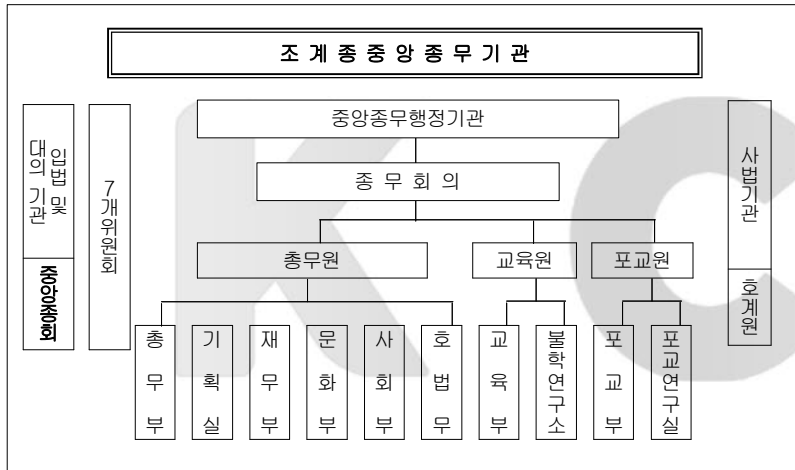 조계종중앙종무기관
입법 및
대의 기관
중앙종회
7개위원회
중앙종무행정기관
종 무 회 의
총무원
교육원
포교원
총무부
기획실
재무부
문화부
사회부
호법무
교육부
불학연구소
포교부
포교연구실
사법기관
호계원
K C